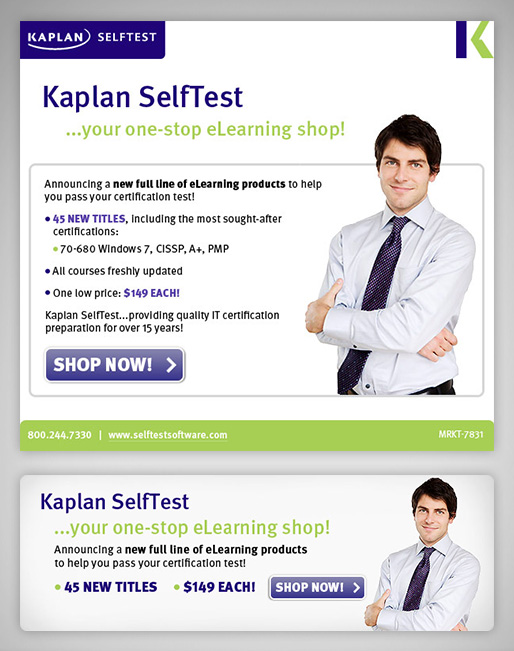 KAPLAN SELFTEST
Kaplan SelfTest
...your one-stop eLearning shop!
Announcing a new full line of eLearning products to help
you pass your certification test!
• 45 NEW TITLES, including the most sought-after
certifications:
• 70-680 Windows 7, CISSP, A+, PMP
• All courses freshly updated
• One low price: $149 EACH!
Kaplan SelfTest...providing quality IT certification
preparation for over 15 years!
SHOP NOW!
800.244.7330 | www.selftestsoftware.com MRKT-7831
Kaplan SelfTest
...your one-stop eLearning shop!
Announcing a new full line of eLearning products
to help you pass your certification test!
• 45 NEW TITLES • $149 EACH! SHOP NOW!